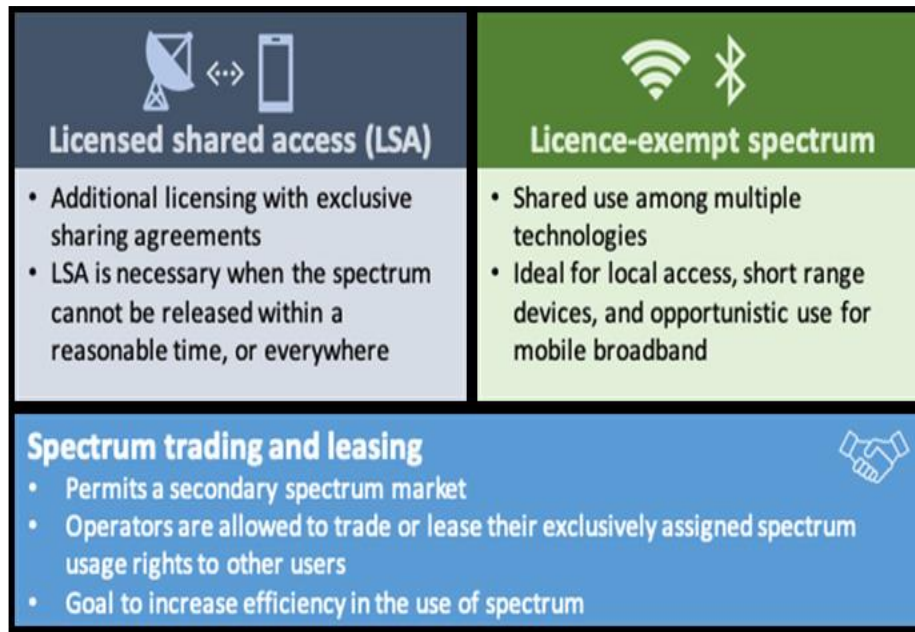 Licensed shared access (LSA)
• Additional licensing with exclusive
sharing agreements
• LSA is necessary when the spectrum
cannot be released within a
reasonable time, or everywhere
Licence-exempt spectrum
• Shared use among multiple
technologies
• Ideal for local access, short range
devices, and opportunistic use for
mobile broadband
Spectrum trading and leasing
• Permits a secondary spectrum market
• Operators are allowed to trade or lease their exclusively assigned spectrum
usage rights to other users
• Goal to increase efficiency in the use of spectrum